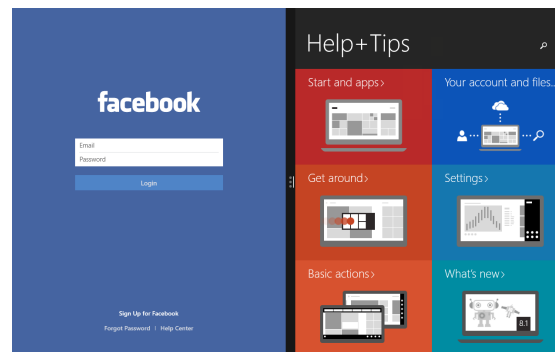 facebook
Email
Password
Login
Sign Up for Facebook
Forgot Password | Help Center
Help+Tips
Start and apps›
Your account and files...
Get around›
Settings›
Basic actions›
What's new›
8.1